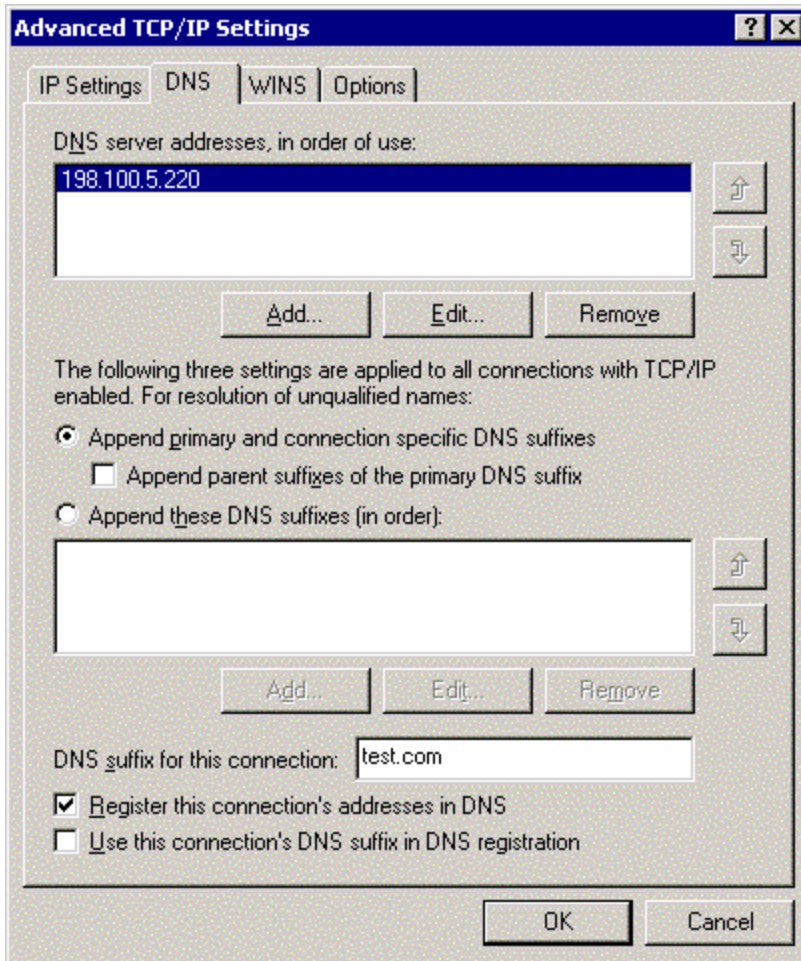 Advanced TCP/IP Settings
IP Settings DNS WINS Options
DNS server addresses, in order of use:
198.100.5.220
Add... Edit... Remove
The following three settings are applied to all connections with TCP/IP
enabled. For resolution of unqualified names:
Append primary and connection specific DNS suffixes
Append parent suffixes of the primary DNS suffix
Append these DNS suffixes (in order):
Add... Edit... Remove
DNS suffix for this connection: test.com
Register this connection's addresses in DNS
Use this connection's DNS suffix in DNS registration
OK Cancel